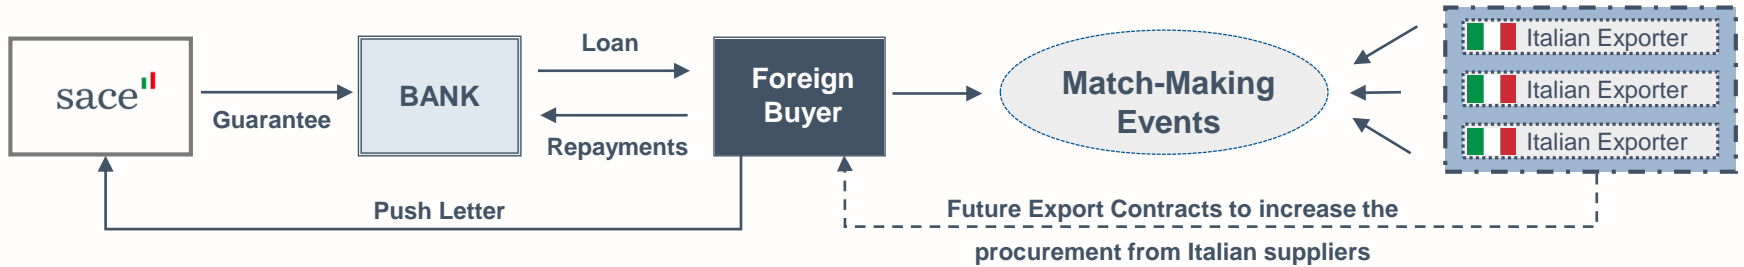 sace
Guarantee
BANK
Loan
Repayments
Foreign
Buyer
Push Letter
Match-Making
Events
Italian Exporter
Italian Exporter
Italian Exporter
Future Export Contracts to increase the
procurement from Italian suppliers